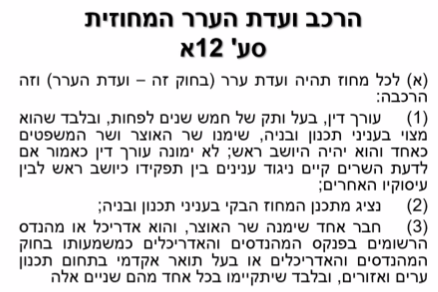 הרכב ועדת הערר המחוזית
סע' 12א
(א) לכל מחוז תהיה ועדת ערר (בחוק זה – ועדת הערר) וזה
הרכבה:
(1) עורך דין, בעל ותק של חמש שנים לפחות, ובלבד שהוא
מצוי בעניני תכנון ובניה, שימנו שר האוצר ושר המשפטים
כאחד והוא יהיה היושב ראש; לא ימונה עורך דין כאמור אם
לדעת השרים קיים ניגוד ענינים בין תפקידו כיושב ראש לבין
עיסוקיו האחרים;
(2) נציג מתכנן המחוז הבקי בעניני תכנון ובניה;
(3) חבר אחד שימנה שר האוצר, והוא אדריכל או מהנדס
הרשומים בפנקס המהנדסים והאדריכלים כמשמעותו בחוק
המהנדסים והאדריכלים או בעל תואר אקדמי בתחום תכנון
ערים ואזורים, ובלבד שיתקיימו בכל אחד מהם שניים אלה